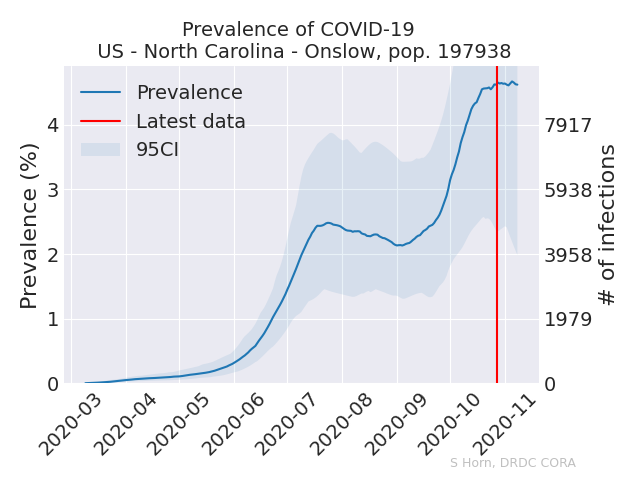 Prevalence of COVID-19
US - North Carolina - Onslow, pop. 197938
Prevalence
Latest data
95CI
Prevalence (%)
4
3
2
1
0
7917
5938
3958
1979
0
# of infections
2020-03
2020-04
2020-05
2020-06
2020-07
2020-08
2020-09
2020-10
2020-11
S Horn, DRDC CORA